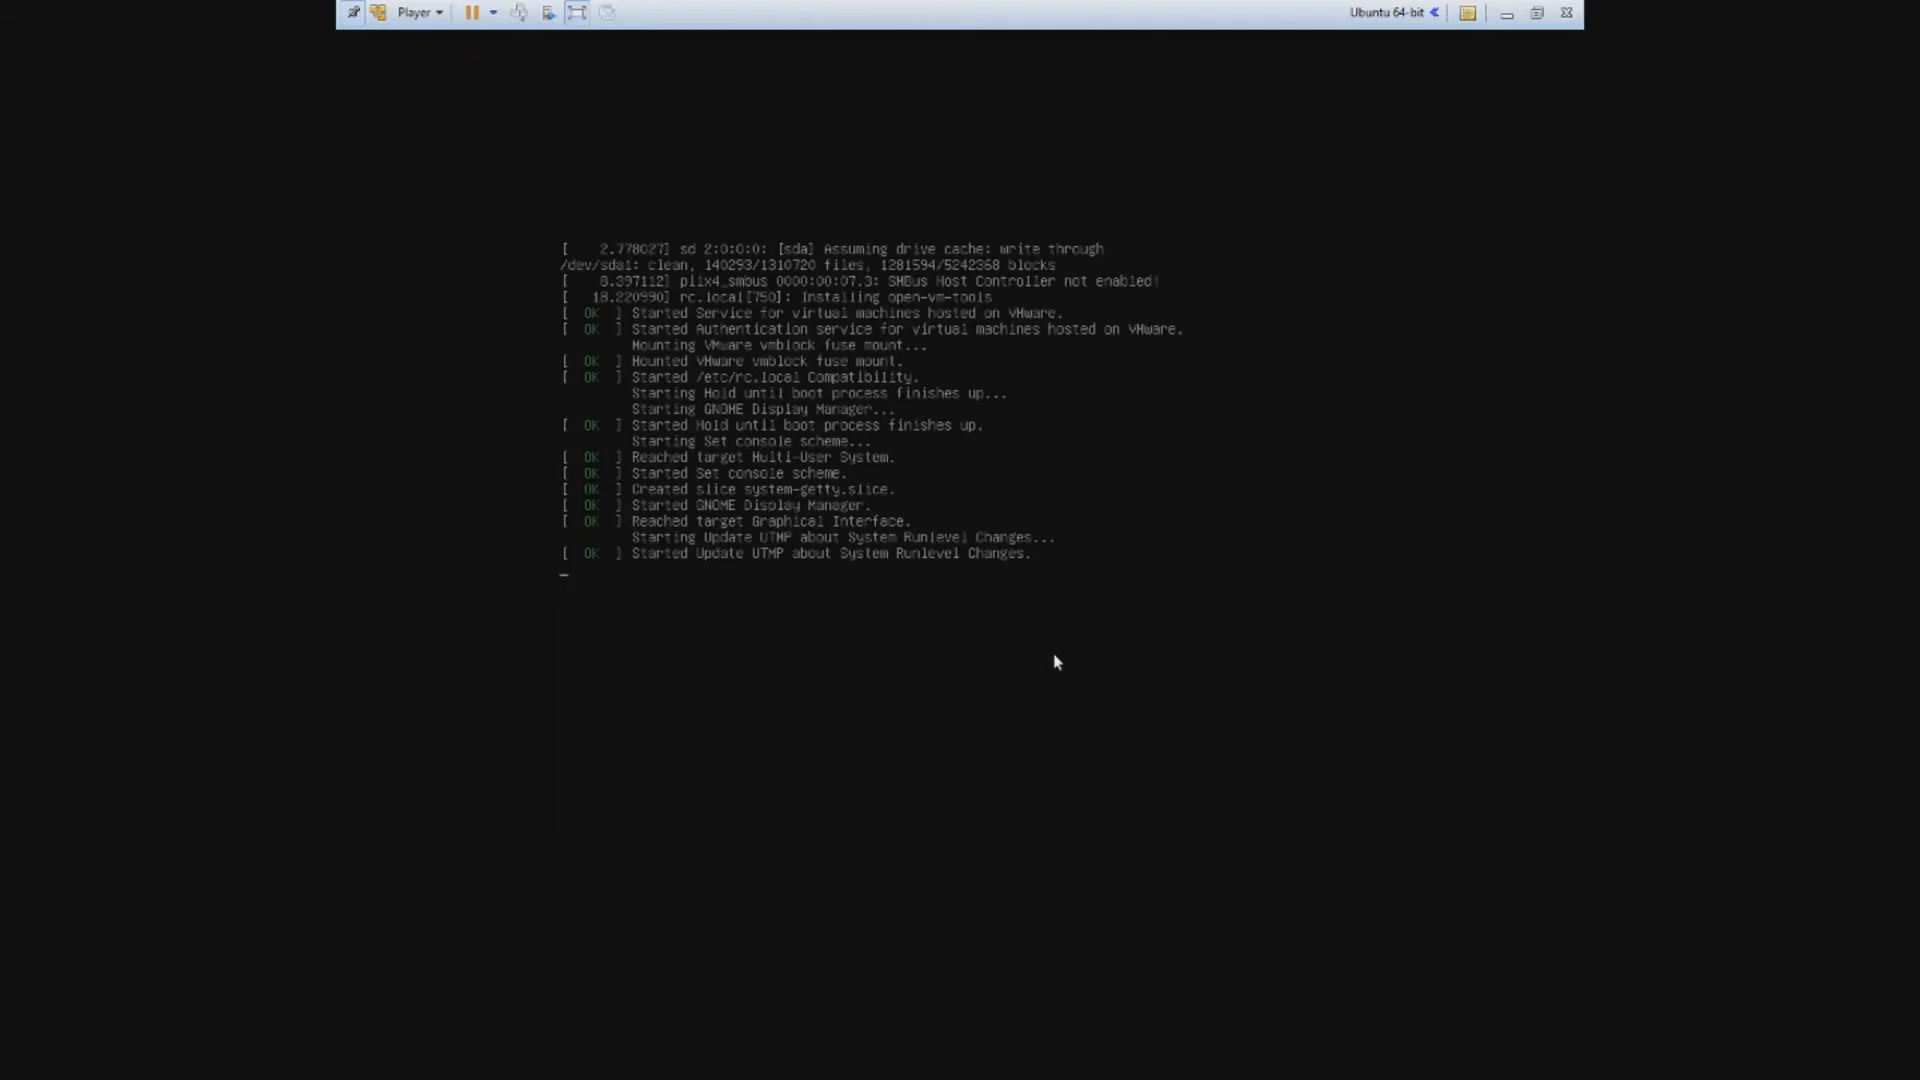 Player
Ubuntu 64-bit
[    2.778027] sd 2:0:0:0: [sda] Assuming drive cache: write through
/dev/sda1: clean, 140293/1310720 files, 1281594/5242368 blocks
[    8.397112] piix4_smbus 0000:00:07.3: SMBus Host Controller not enabled!
[   18.220990] rc.local[750]: Installing open-vm-tools
[  OK  ] Started Service for virtual machines hosted on VMware.
[  OK  ] Started Authentication service for virtual machines hosted on VMware.
Mounting VMware vmblock fuse mount...
[  OK  ] Mounted VMware vmblock fuse mount.
[  OK  ] Started /etc/rc.local Compatibility.
Starting Hold until boot process finishes up...
Starting GNOME Display Manager...
[  OK  ] Started Hold until boot process finishes up.
Starting Set console scheme...
[  OK  ] Reached target Multi-User System.
[  OK  ] Started Set console scheme.
[  OK  ] Created slice system-getty.slice.
[  OK  ] Started GNOME Display Manager.
[  OK  ] Reached target Graphical Interface.
Starting Update UTMP about System Runlevel Changes...
[  OK  ] Started Update UTMP about System Runlevel Changes.